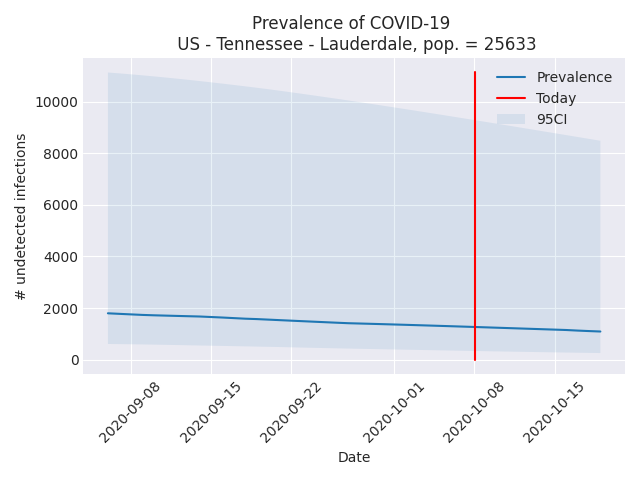 Prevalence of COVID-19
US - Tennessee - Lauderdale, pop. = 25633
Prevalence
Today
95CI
# undetected infections
10000
8000
6000
4000
2000
0
2020-09-08
2020-09-15
2020-09-22
2020-10-01
2020-10-08
2020-10-15
Date